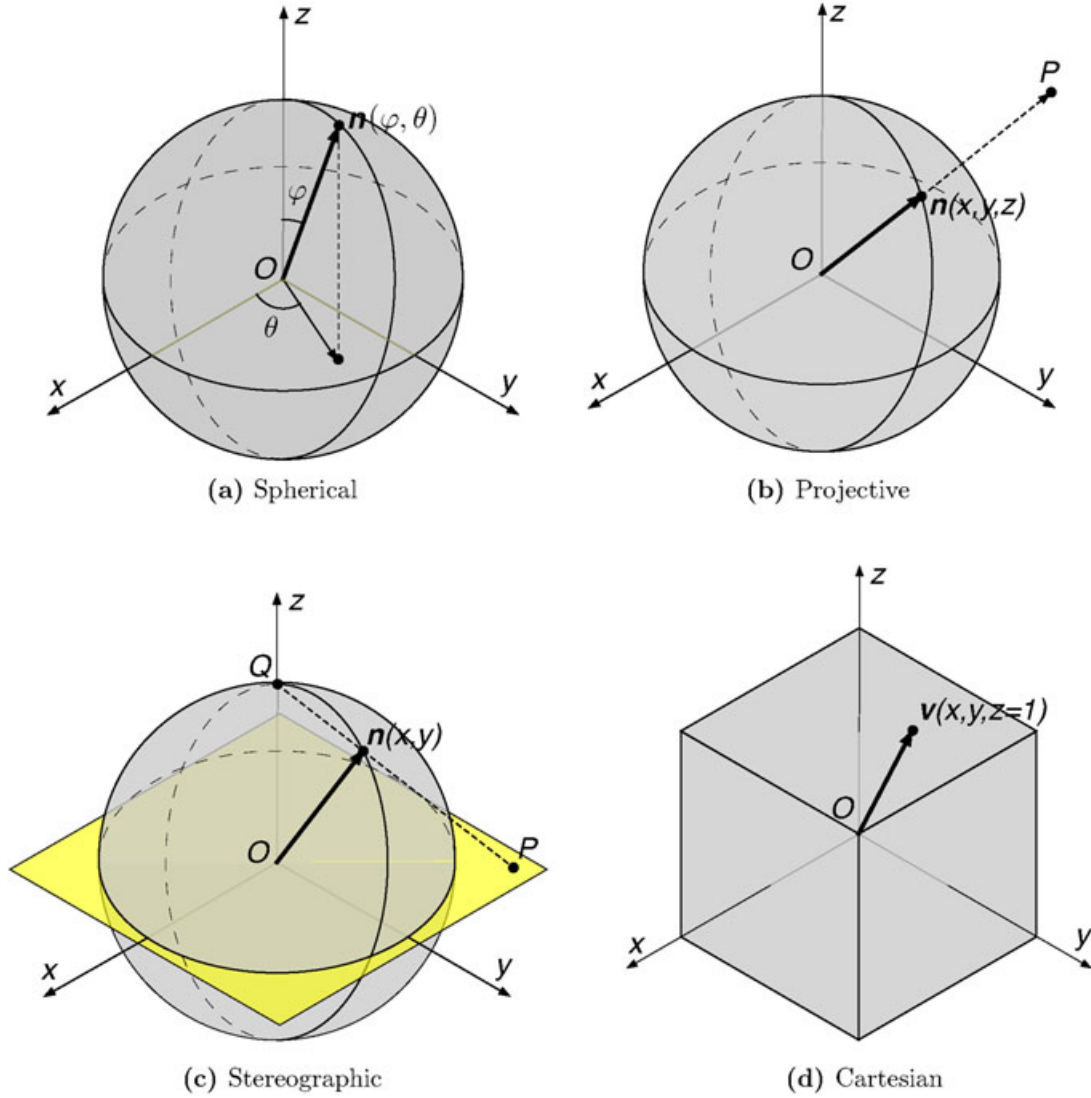 z
n(φ, θ)
φ
O
θ
x
y
(a) Spherical
z
P
n(x,y,z)
O
x
y
(b) Projective
z
Q
n(x,y)
O
P
x
y
(c) Stereographic
z
v(x,y,z=1)
O
x
y
(d) Cartesian